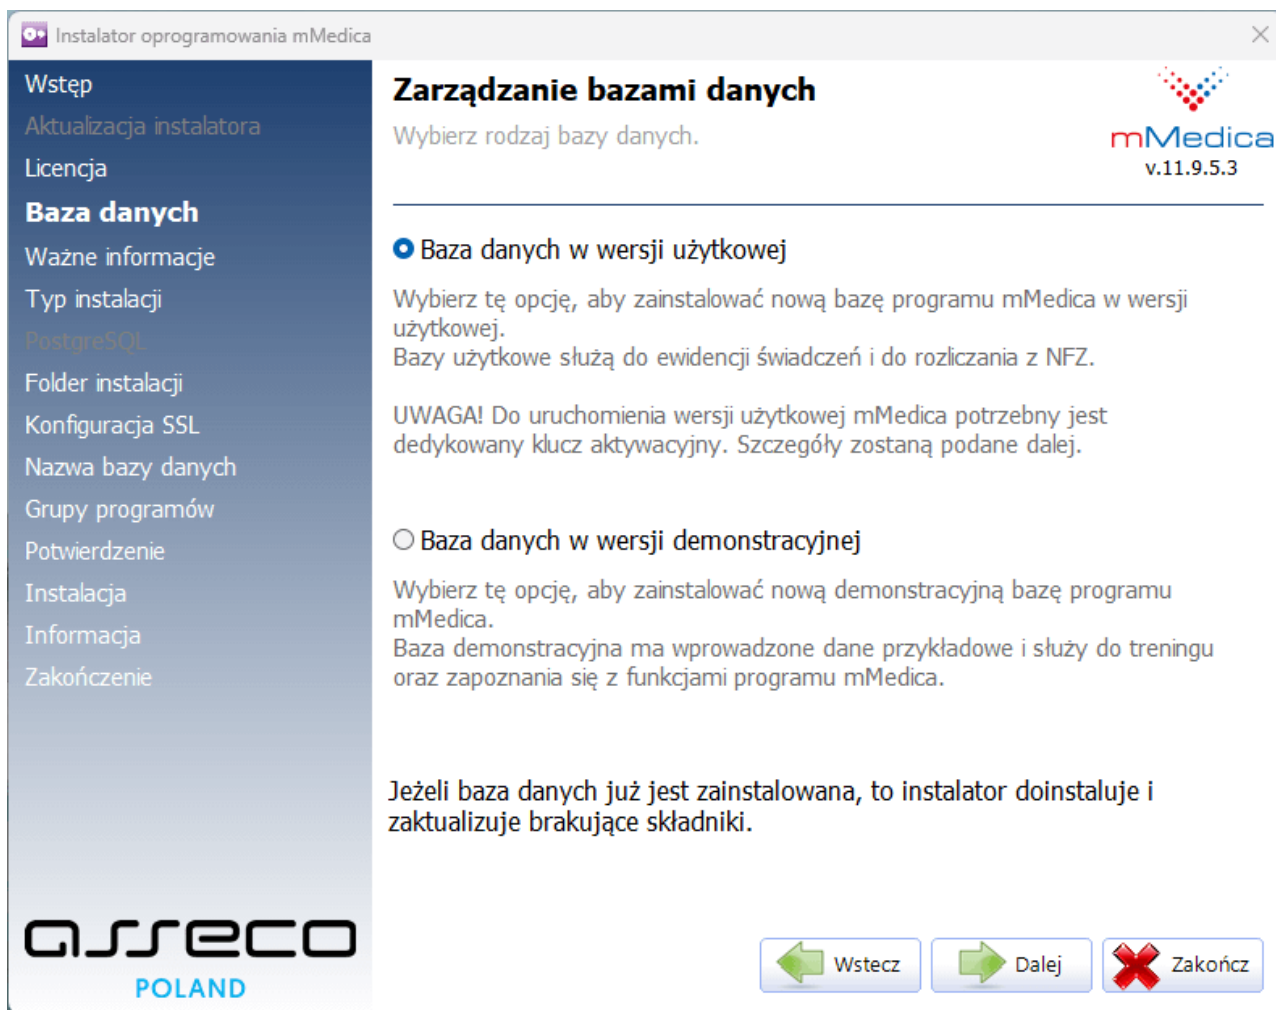 Instalator oprogramowania mMedica
Wstęp
Aktualizacja instalatora
Licencja
Baza danych
Ważne informacje
Typ instalacji
PostgreSQL
Folder instalacji
Konfiguracja SSL
Nazwa bazy danych
Grupy programów
Potwierdzenie
Instalacja
Informacja
Zakończenie
asseco
POLAND
Zarządzanie bazami danych
Wybierz rodzaj bazy danych.
mMedica
v.11.9.5.3
Baza danych w wersji użytkowej
Wybierz tę opcję, aby zainstalować nową bazę programu mMedica w wersji
użytkowej.
Bazy użytkowe służą do ewidencji świadczeń i do rozliczania z NFZ.
UWAGA! Do uruchomienia wersji użytkowej mMedica potrzebny jest
dedykowany klucz aktywacyjny. Szczegóły zostaną podane dalej.
Baza danych w wersji demonstracyjnej
Wybierz tę opcję, aby zainstalować nową demonstracyjną bazę programu
mMedica.
Baza demonstracyjna ma wprowadzone dane przykładowe i służy do treningu
oraz zapoznania się z funkcjami programu mMedica.
Jeżeli baza danych już jest zainstalowana, to instalator doinstaluje i
zaktualizuje brakujące składniki.
Wstecz
Dalej
Zakończ